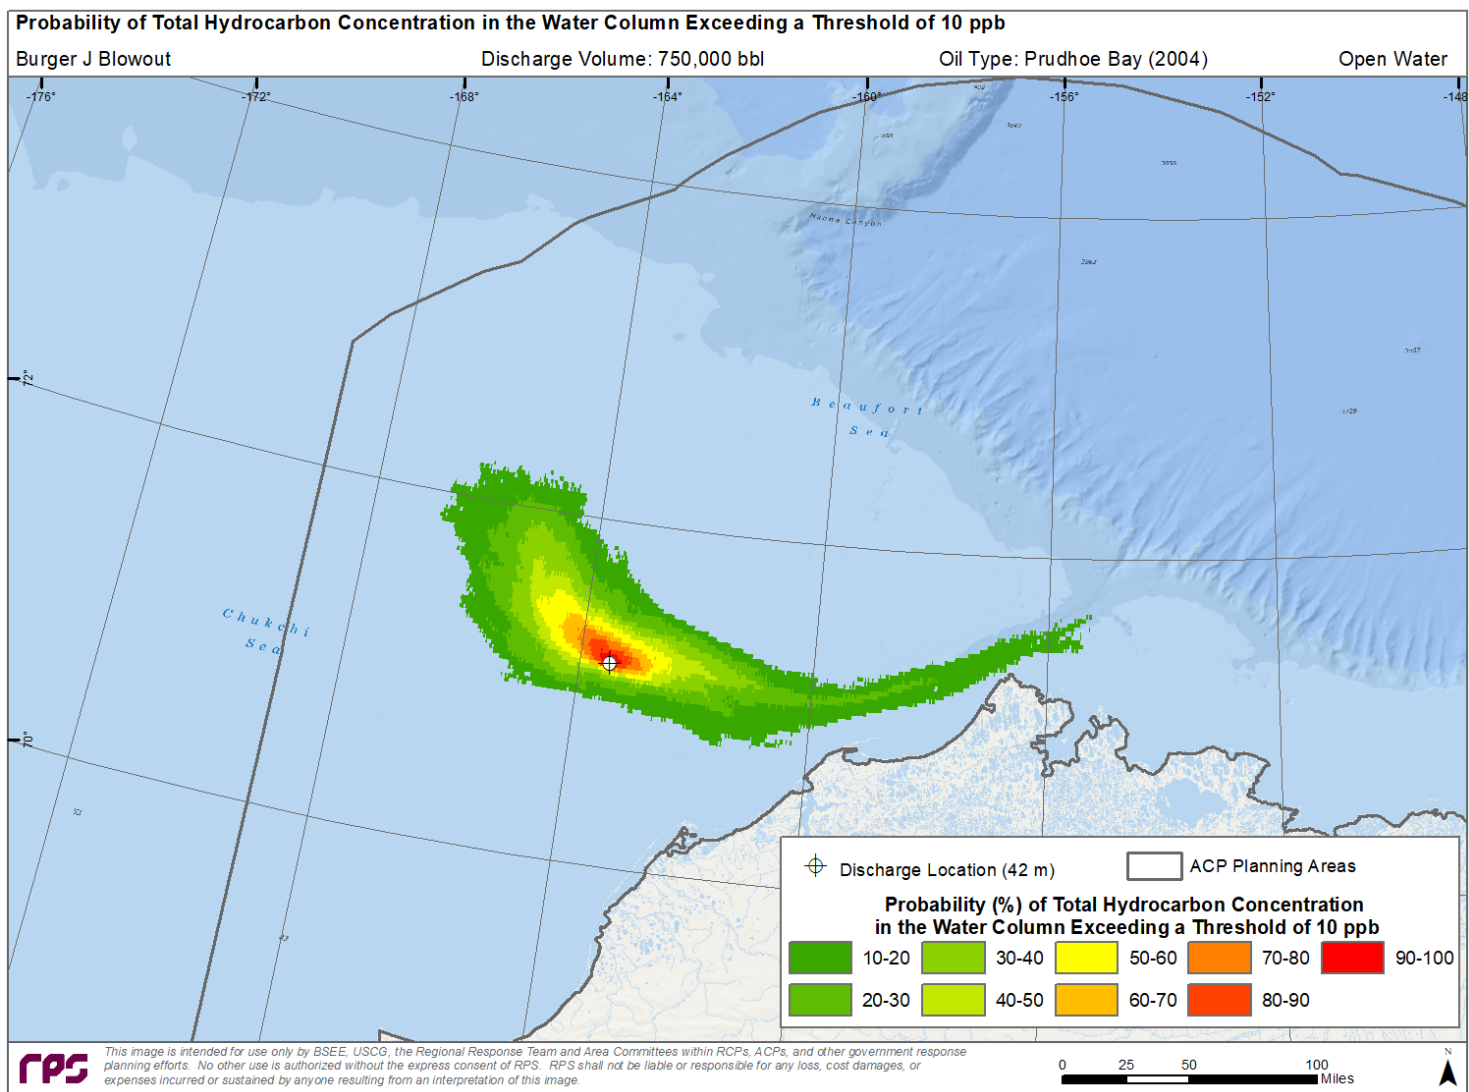 Probability of Total Hydrocarbon Concentration in the Water Column Exceeding a Threshold of 10 ppb
Burger J Blowout Discharge Volume: 750,000 bbl Oil Type: Prudhoe Bay (2004) Open Water
-176° -172° -168° -164° -160° -156° -152° -148
Hanna Canyon
72°
Beaufort
Sea
Chukchi
Sea
70°
Discharge Location (42 m) ACP Planning Areas
Probability (%) of Total Hydrocarbon Concentration
in the Water Column Exceeding a Threshold of 10 ppb
10-20 30-40 50-60 70-80 90-100
20-30 40-50 60-70 80-90
rps
This image is intended for use only by BSEE, USCG, the Regional Response Team and Area Committees within RCPs, ACPs, and other government response
planning efforts. No other use is authorized without the express consent of RPS. RPS shall not be liable or responsible for any loss, cost damages, or
expenses incurred or sustained by anyone resulting from an interpretation of this image.
0 25 50 100
Miles
N